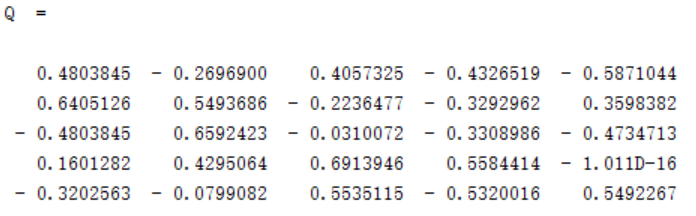 Q =
0.4803845 - 0.2696900 0.4057325 - 0.4326519 - 0.5871044
0.6405126 0.5493686 - 0.2236477 - 0.3292962 0.3598382
- 0.4803845 0.6592423 - 0.0310072 - 0.3308986 - 0.4734713
0.1601282 0.4295064 0.6913946 0.5584414 - 1.011D-16
- 0.3202563 - 0.0799082 0.5535115 - 0.5320016 0.5492267